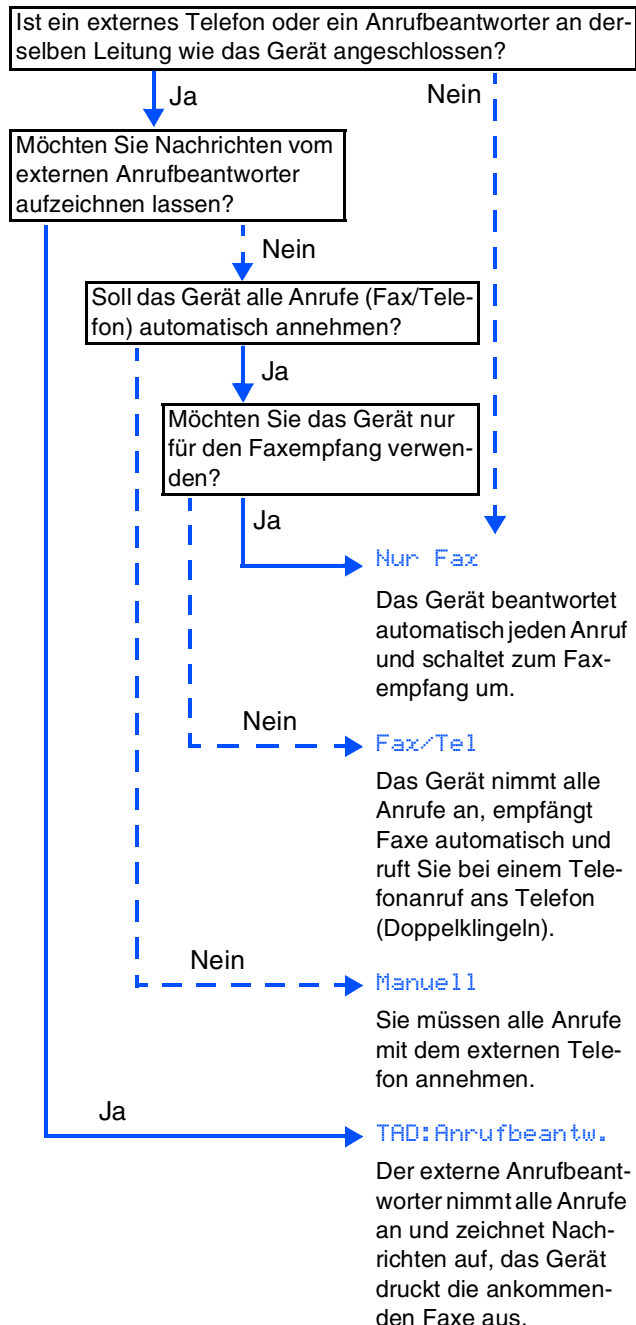 Ist ein externes Telefon oder ein Anrufbeantworter an der-
selben Leitung wie das Gerät angeschlossen?
Ja
Nein
Möchten Sie Nachrichten vom
externen Anrufbeantworter
aufzeichnen lassen?
Nein
Soll das Gerät alle Anrufe (Fax/Tele-
fon) automatisch annehmen?
Ja
Möchten Sie das Gerät nur
für den Faxempfang verwen-
den?
Ja
Nur Fax
Das Gerät beantwortet
automatisch jeden Anruf
und schaltet zum Fax-
empfang um.
Nein
Fax/Tel
Das Gerät nimmt alle
Anrufe an, empfängt
Faxe automatisch und
ruft Sie bei einem Tele-
fonanruf ans Telefon
(Doppelklingeln).
Nein
Manuell
Sie müssen alle Anrufe
mit dem externen Tele-
fon annehmen.
Ja
TAD:Anrufbeantw.
Der externe Anrufbeant-
worter nimmt alle Anrufe
an und zeichnet Nach-
richten auf, das Gerät
druckt die ankommen-
den Faxe aus.